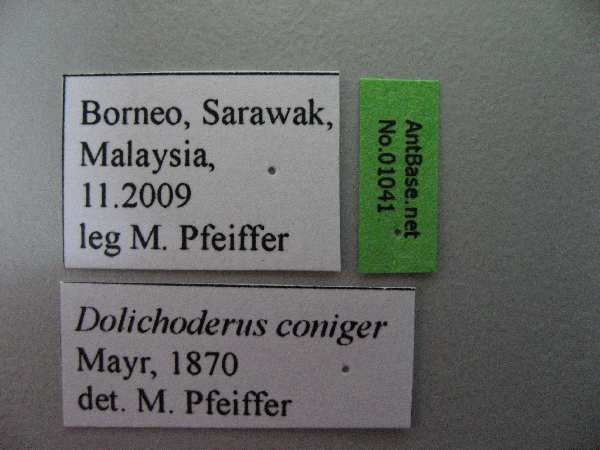 Borneo, Sarawak,
Malaysia,
11.2009
leg M. Pfeiffer
AntBase.net
No.01041
Dolichoderus coniger
Mayr, 1870
det. M. Pfeiffer